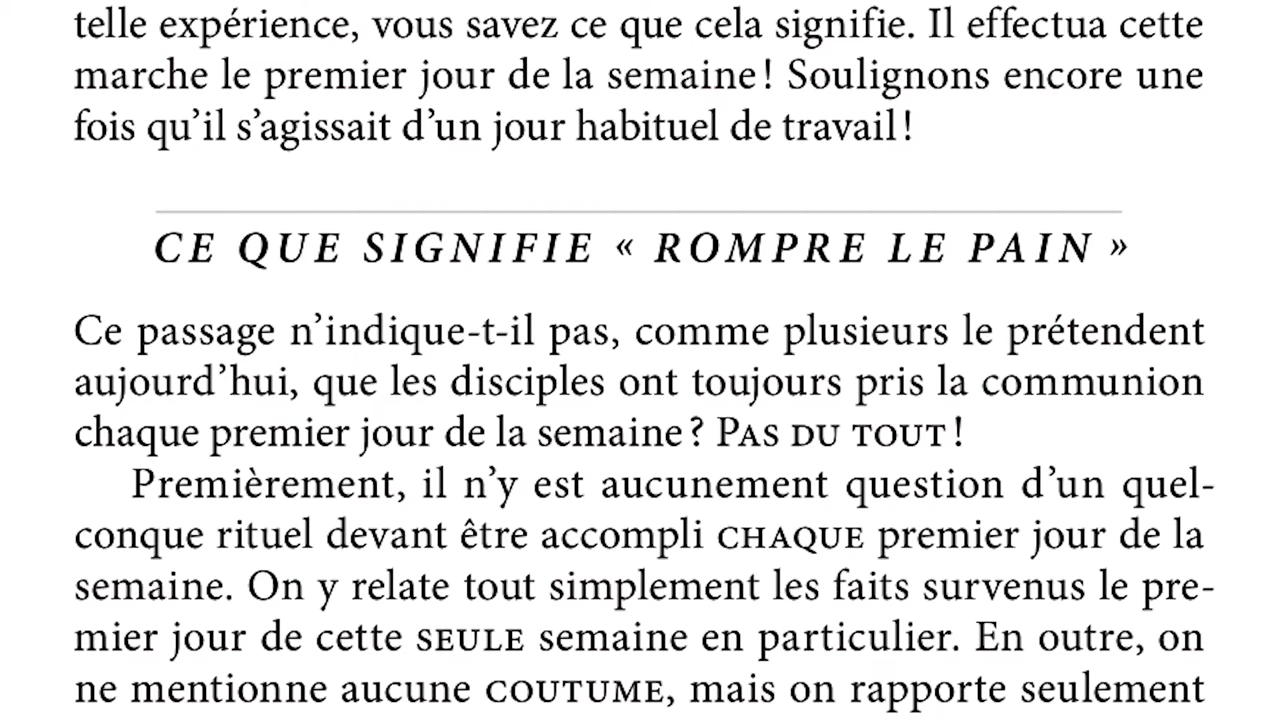 telle expérience, vous savez ce que cela signifie. Il effectua cette
marche le premier jour de la semaine ! Soulignons encore une
fois qu’il s’agissait d’un jour habituel de travail !
CE QUE SIGNIFIE « ROMPRE LE PAIN »
Ce passage n’indique-t-il pas, comme plusieurs le prétendent
aujourd’hui, que les disciples ont toujours pris la communion
chaque premier jour de la semaine ? PAS DU TOUT !
Premièrement, il n’y est aucunement question d’un quel-
conque rituel devant être accompli CHAQUE premier jour de la
semaine. On y relate tout simplement les faits survenus le pre-
mier jour de cette SEULE semaine en particulier. En outre, on
ne mentionne aucune COUTUME, mais on rapporte seulement